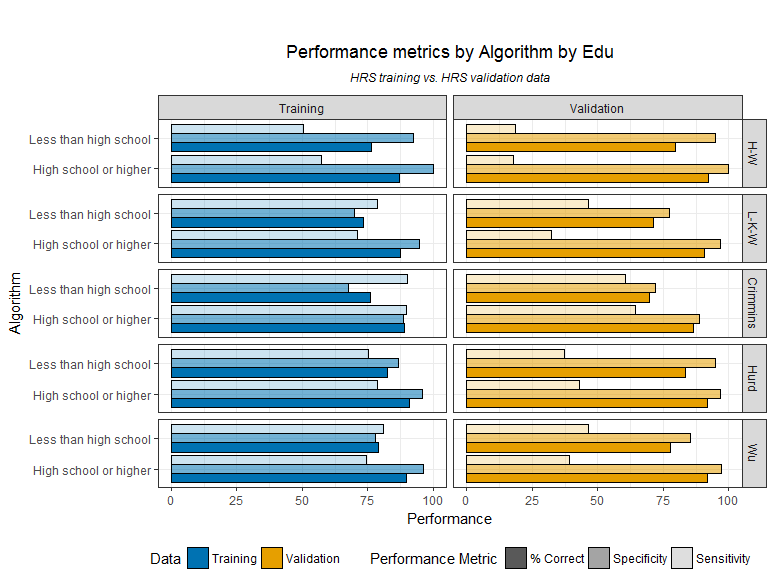 Performance metrics by Algorithm by Edu
HRS training vs. HRS validation data
Training
Validation
Less than high school
High school or higher
H-W
Less than high school
High school or higher
L-K-W
Less than high school
High school or higher
Crimmins
Less than high school
High school or higher
Hurd
Less than high school
High school or higher
Wu
Algorithm
0 25 50 75 100 0 25 50 75 100
Performance
Data Training Validation Performance Metric % Correct Specificity Sensitivity